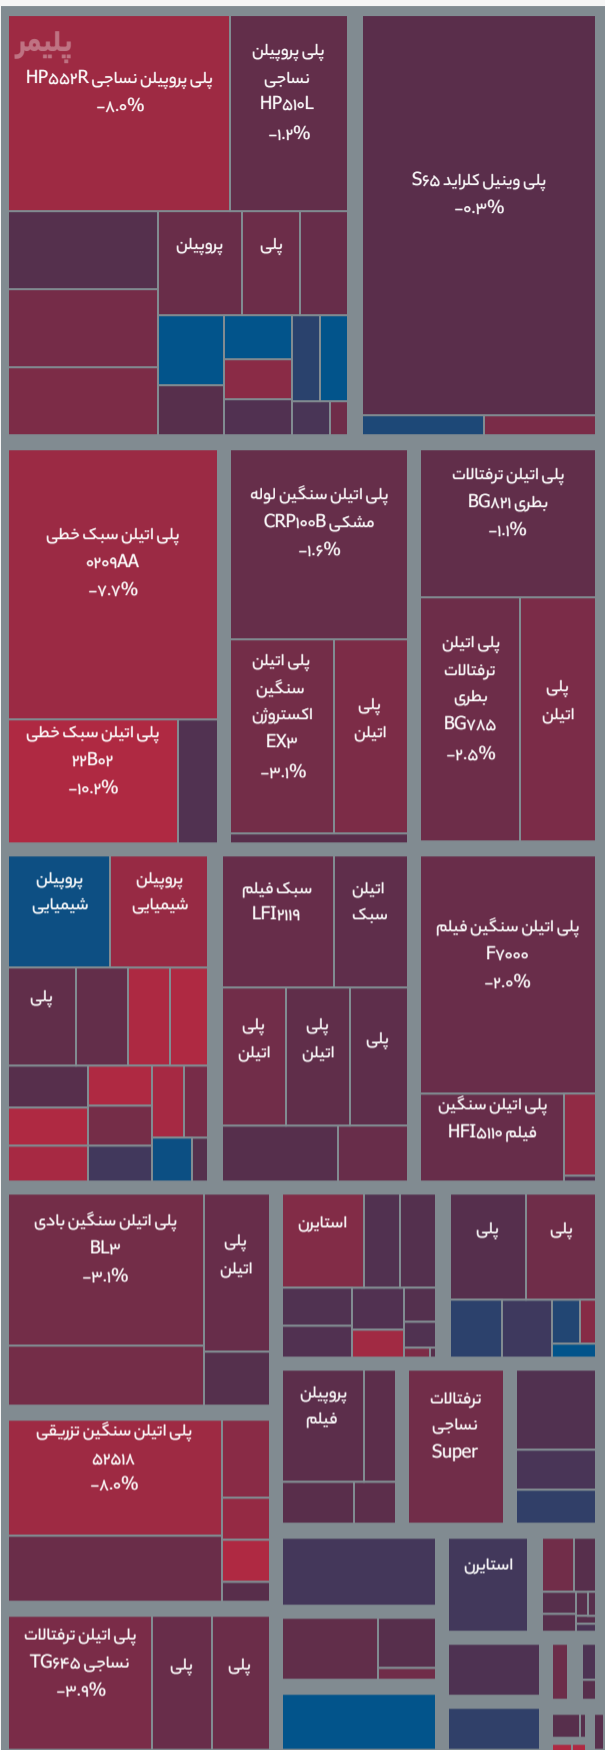 پلیمر
پلی پروپیلن نساجی HP۵۵۲R
-۸.۰%
پلی پروپیلن
نساجی
HP۵۱۰L
-۱.۲%
پلی وینیل کلراید S۶۵
-۰.۳%
پروپیلن
پلی
پلی اتیلن سبک خطی
۰۲۰۹AA
-۷.۷%
پلی اتیلن سنگین لوله
مشکی CRP۱۰۰B
-۱.۶%
پلی اتیلن ترفتالات
بطری BG۸۲۱
-۱.۱%
پلی اتیلن
سنگین
اکستروژن
EX۳
-۳.۱%
پلی
اتیلن
پلی اتیلن
ترفتالات
بطری
BG۷۸۵
-۲.۵%
پلی
اتیلن
پلی اتیلن سبک خطی
۲۲B۰۲
-۱۰.۲%
پروپیلن
شیمیایی
پروپیلن
شیمیایی
سبک فیلم
LFI۲۱۱۹
اتیلن
سبک
پلی اتیلن سنگین فیلم
F۷۰۰۰
-۲.۰%
پلی
پلی
اتیلن
پلی
اتیلن
پلی
پلی اتیلن سنگین
فیلم HFI۵۱۱۰
پلی اتیلن سنگین بادی
BL۳
-۳.۱%
پلی
اتیلن
استایرن
پلی
پلی
پروپیلن
فیلم
ترفتالات
نساجی
Super
پلی اتیلن سنگین تزریقی
۵۲۵۱۸
-۸.۰%
استایرن
پلی اتیلن ترفتالات
نساجی TG۶۴۵
-۳.۹%
پلی
پلی